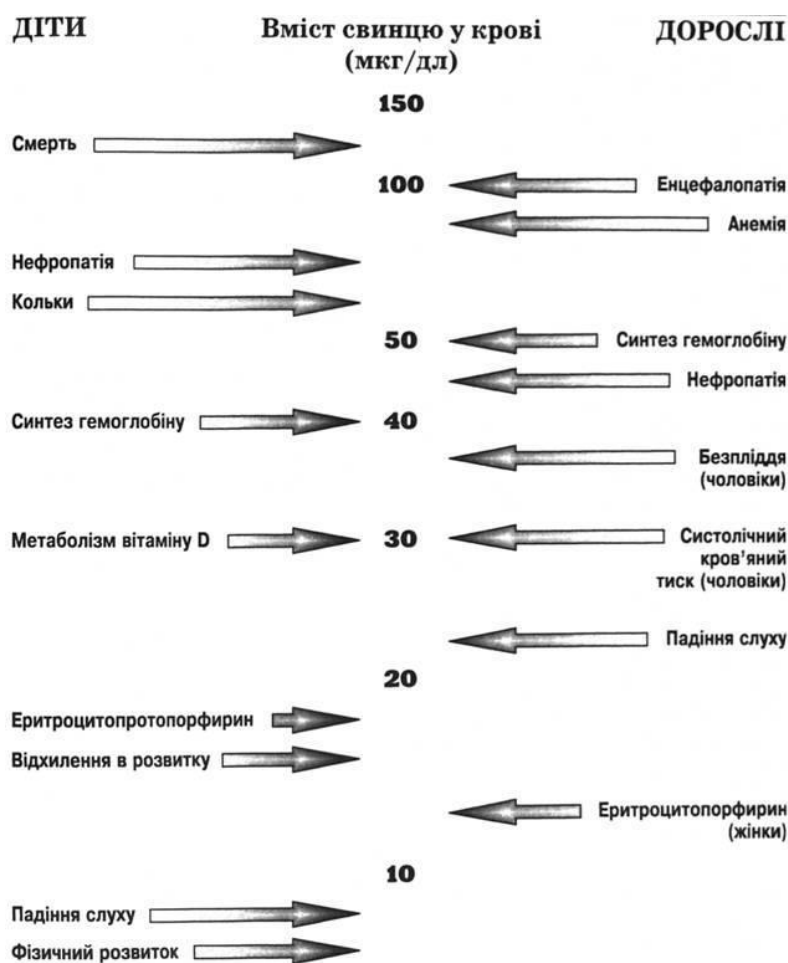 ДІТИ
Вміст свинцю у крові
(мкг/дл)
ДОРОСЛІ
150
Смерть
100
Енцефалопатія
Анемія
Нефропатія
Кольки
50
Синтез гемоглобіну
Нефропатія
Синтез гемоглобіну
40
Безпліддя
(чоловіки)
Метаболізм вітаміну D
30
Систолічний
кров’яний
тиск (чоловіки)
Падіння слуху
20
Еритроцитопротопорфирин
Відхилення в розвитку
Еритроцитопорфирин
(жінки)
10
Падіння слуху
Фізичний розвиток